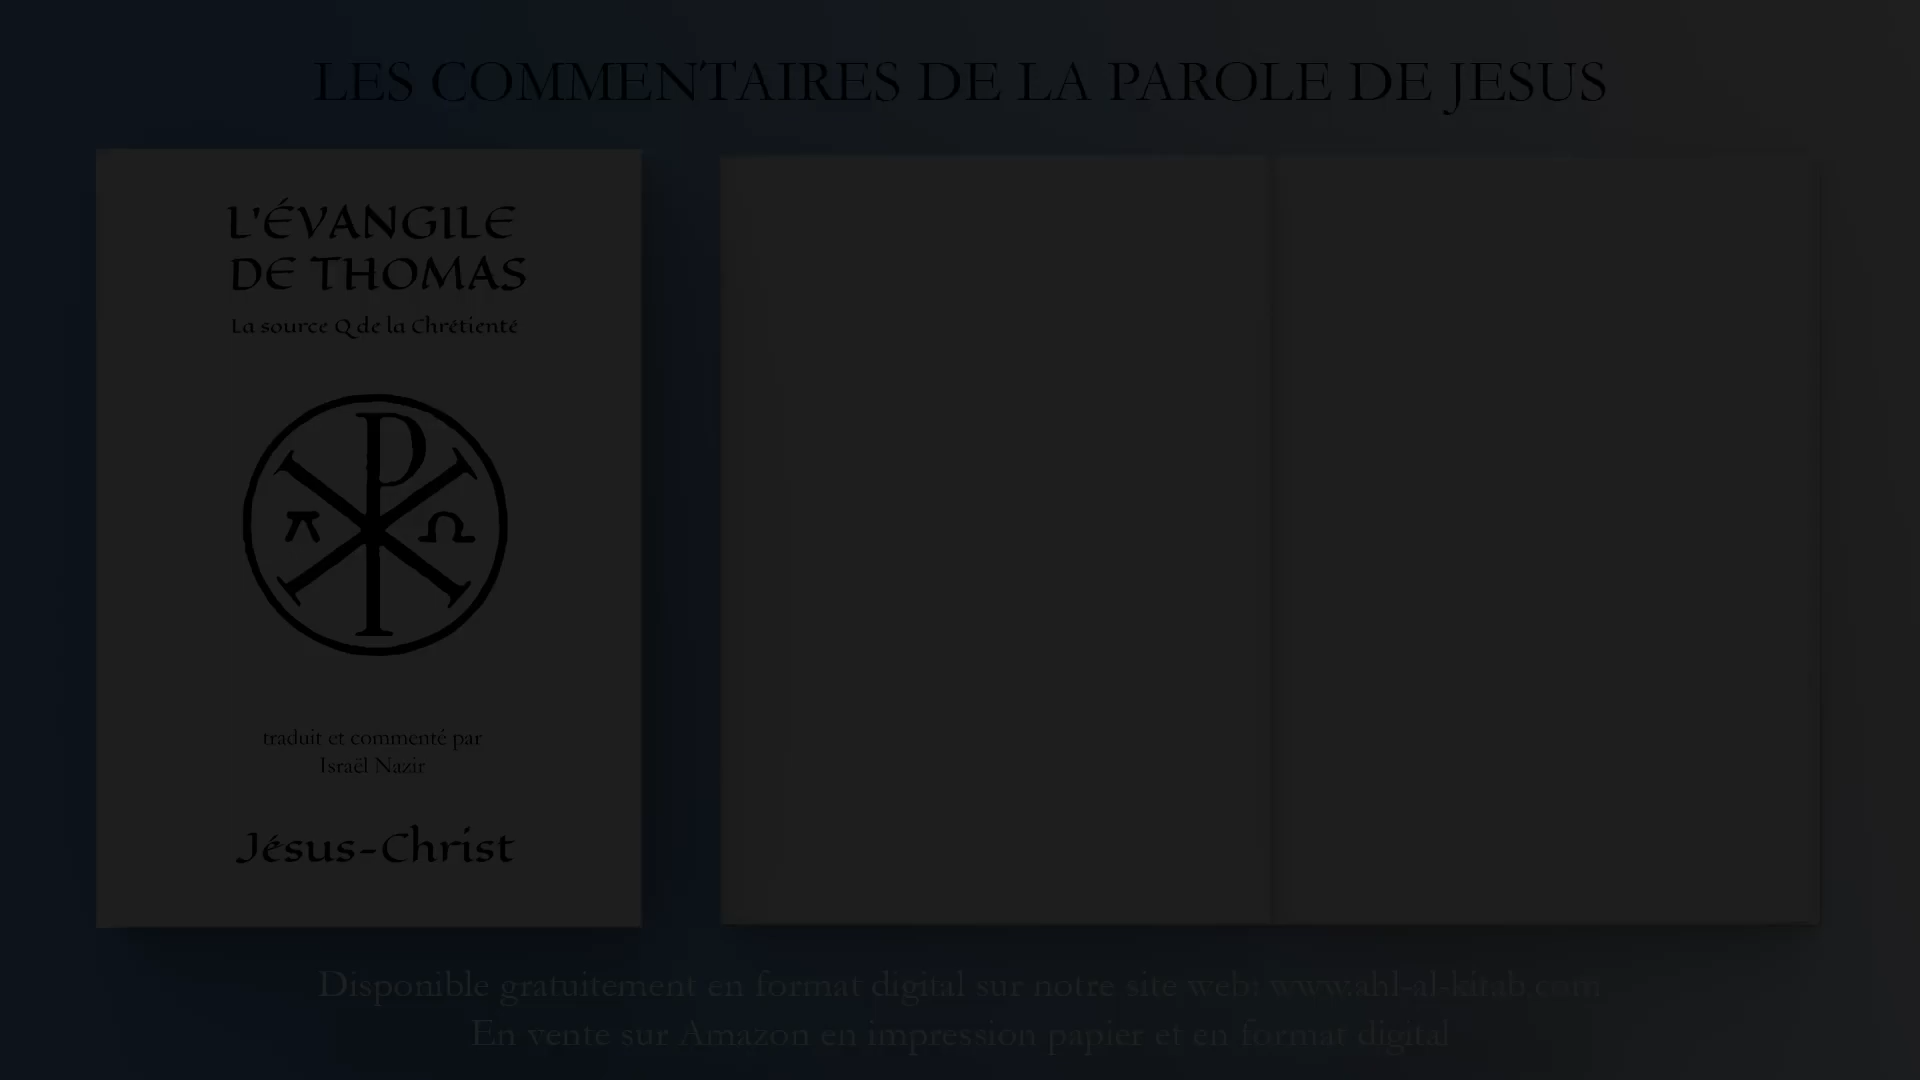 LES COMMENTAIRES DE LA PAROLE DE JESUS
L'ÉVANGILE
DE THOMAS
La source Q de la Chrétienté
Α Ω
traduit et commenté par
Israël Nazir
Jésus-Christ
Disponible gratuitement en format digital sur notre site web: www.ahl-al-kitab.com
En vente sur Amazon en impression papier et en format digital